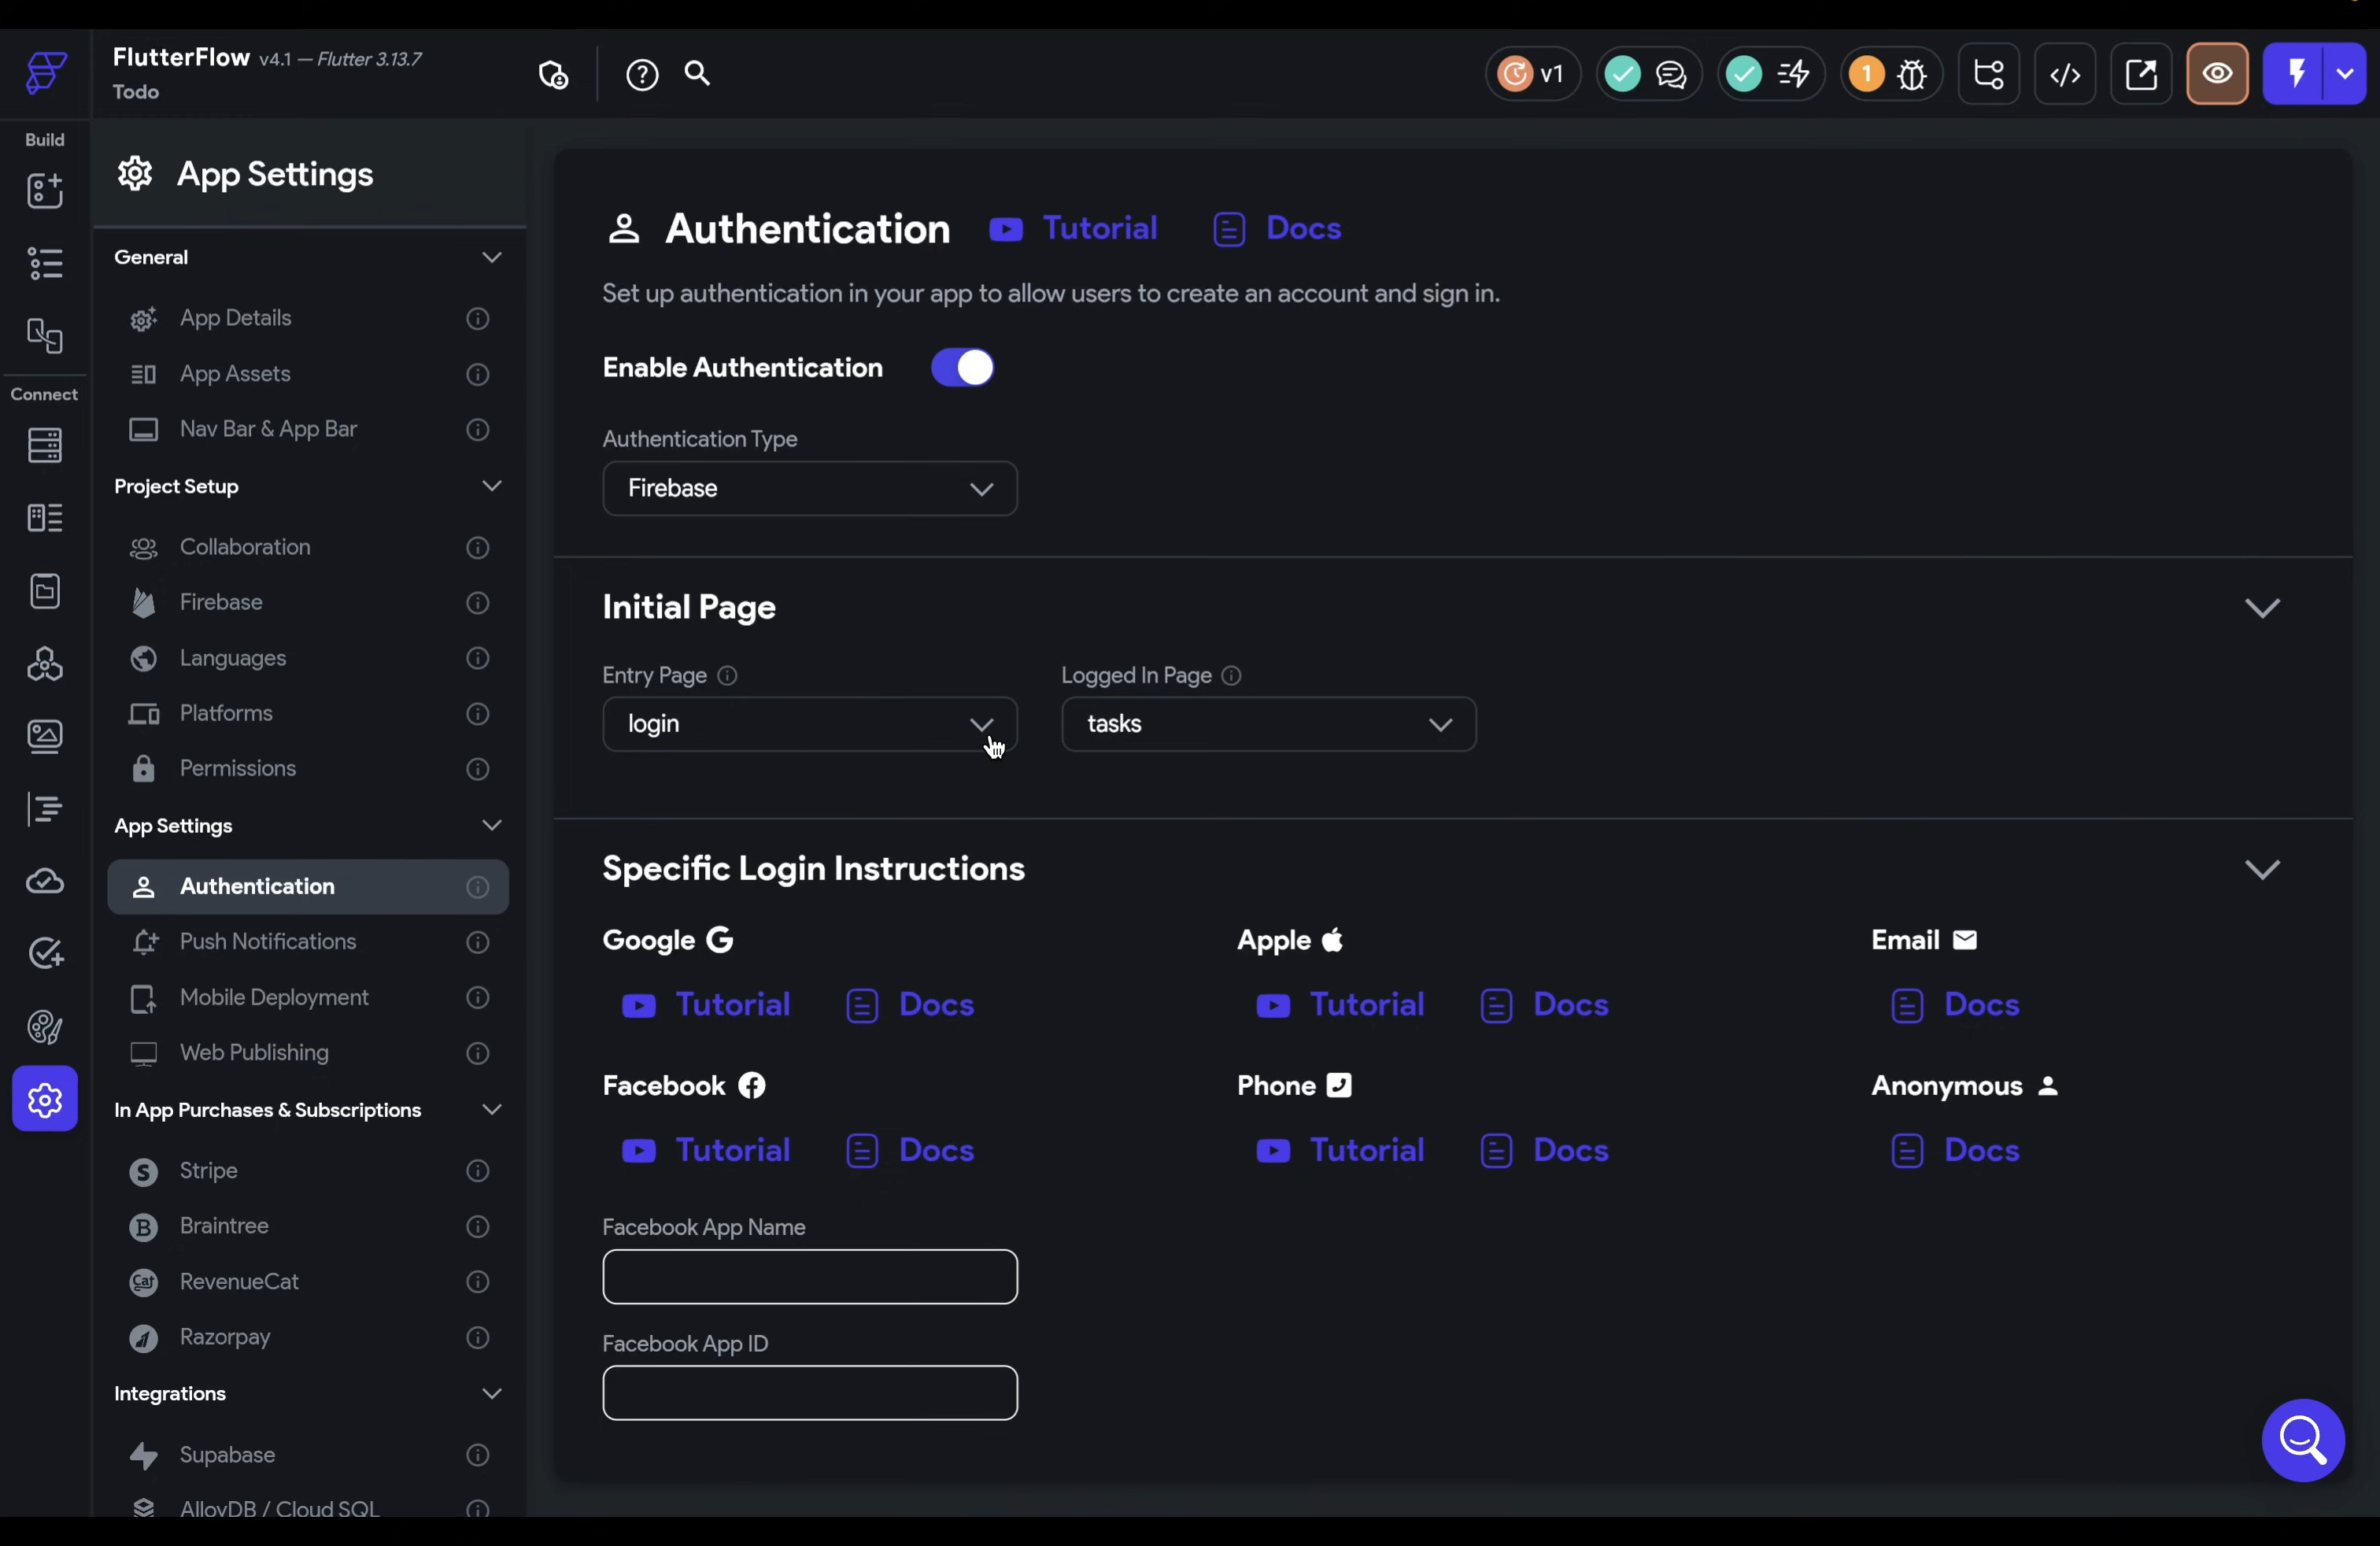 FlutterFlow v4.1 — Flutter 3.13.7
Todo
v1
1
Build
Connect
App Settings
General
App Details
App Assets
Nav Bar & App Bar
Project Setup
Collaboration
Firebase
Languages
Platforms
Permissions
App Settings
Authentication
Push Notifications
Mobile Deployment
Web Publishing
In App Purchases & Subscriptions
Stripe
Braintree
RevenueCat
Razorpay
Integrations
Supabase
AlloyDB / Cloud SQL
Authentication Tutorial Docs
Set up authentication in your app to allow users to create an account and sign in.
Enable Authentication
Authentication Type
Firebase
Initial Page
Entry Page Logged In Page
login tasks
Specific Login Instructions
Google Apple Email
Tutorial Docs Tutorial Docs Docs
Facebook Phone Anonymous
Tutorial Docs Tutorial Docs Docs
Facebook App Name
Facebook App ID